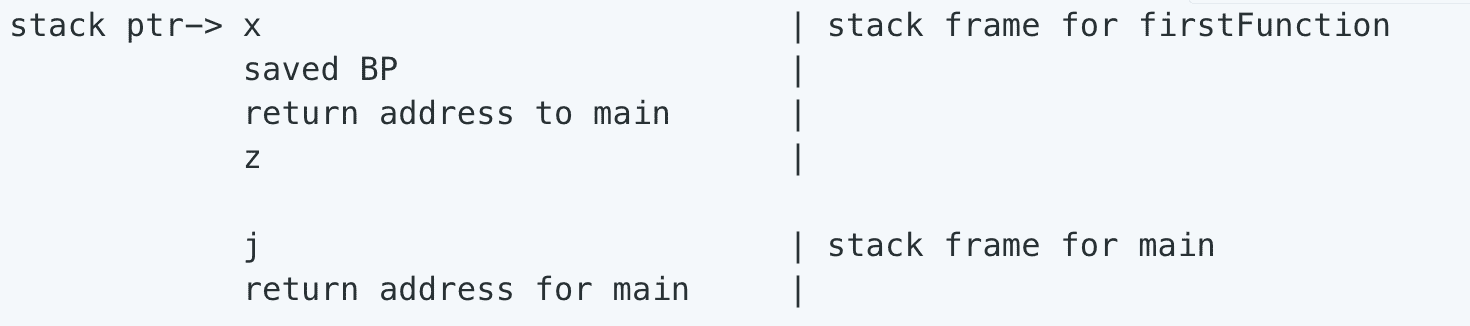 stack ptr-> x                           | stack frame for firstFunction
            saved BP                    |
            return address to main      |
            z                           |

            j                           | stack frame for main
            return address for main     |